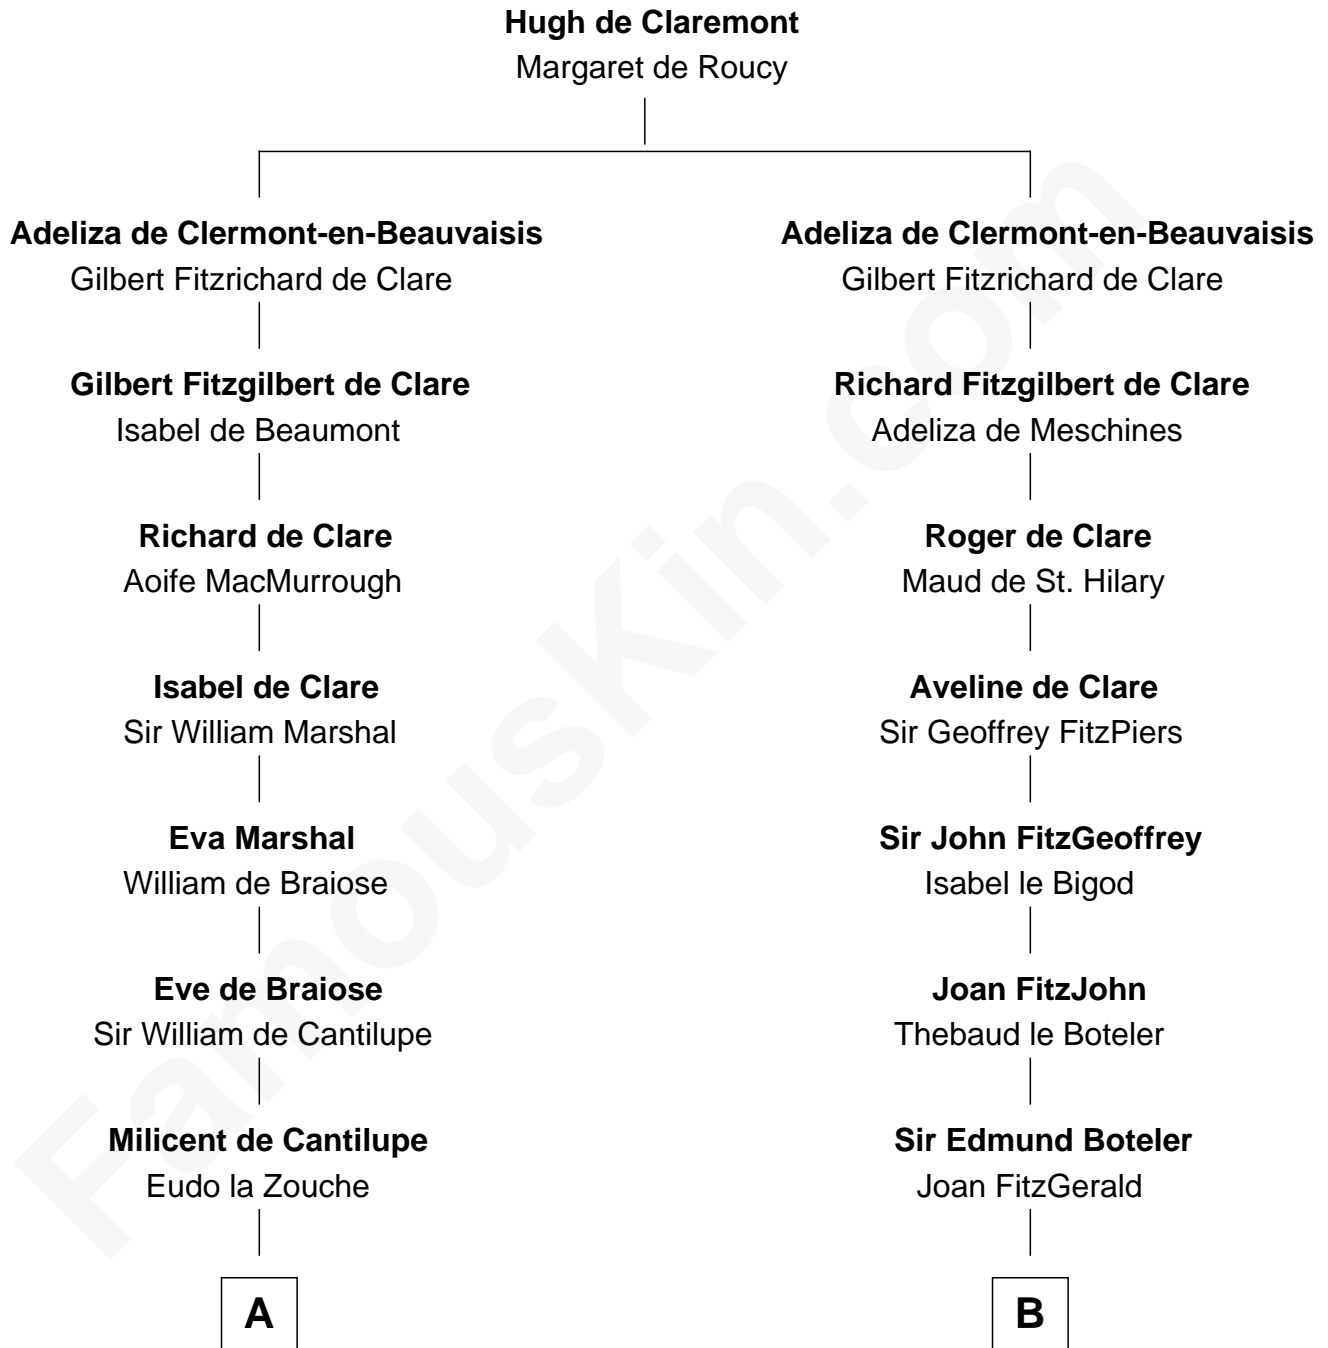 Hugh de Claremont
Margaret de Roucy
Adeliza de Clermont-en-Beauvaisis
Gilbert Fitzrichard de Clare
Gilbert Fitzgilbert de Clare
Isabel de Beaumont
Richard de Clare
Aoife MacMurrough
Isabel de Clare
Sir William Marshal
Eva Marshal
William de Braiose
Eve de Braiose
Sir William de Cantilupe
Milicent de Cantilupe
Eudo la Zouche
A
Adeliza de Clermont-en-Beauvaisis
Gilbert Fitzrichard de Clare
Richard Fitzgilbert de Clare
Adeliza de Meschines
Roger de Clare
Maud de St. Hilary
Aveline de Clare
Sir Geoffrey FitzPiers
Sir John FitzGeoffrey
Isabel le Bigod
Joan FitzJohn
Thebaud le Boteler
Sir Edmund Boteler
Joan FitzGerald
B
FamousKin.com